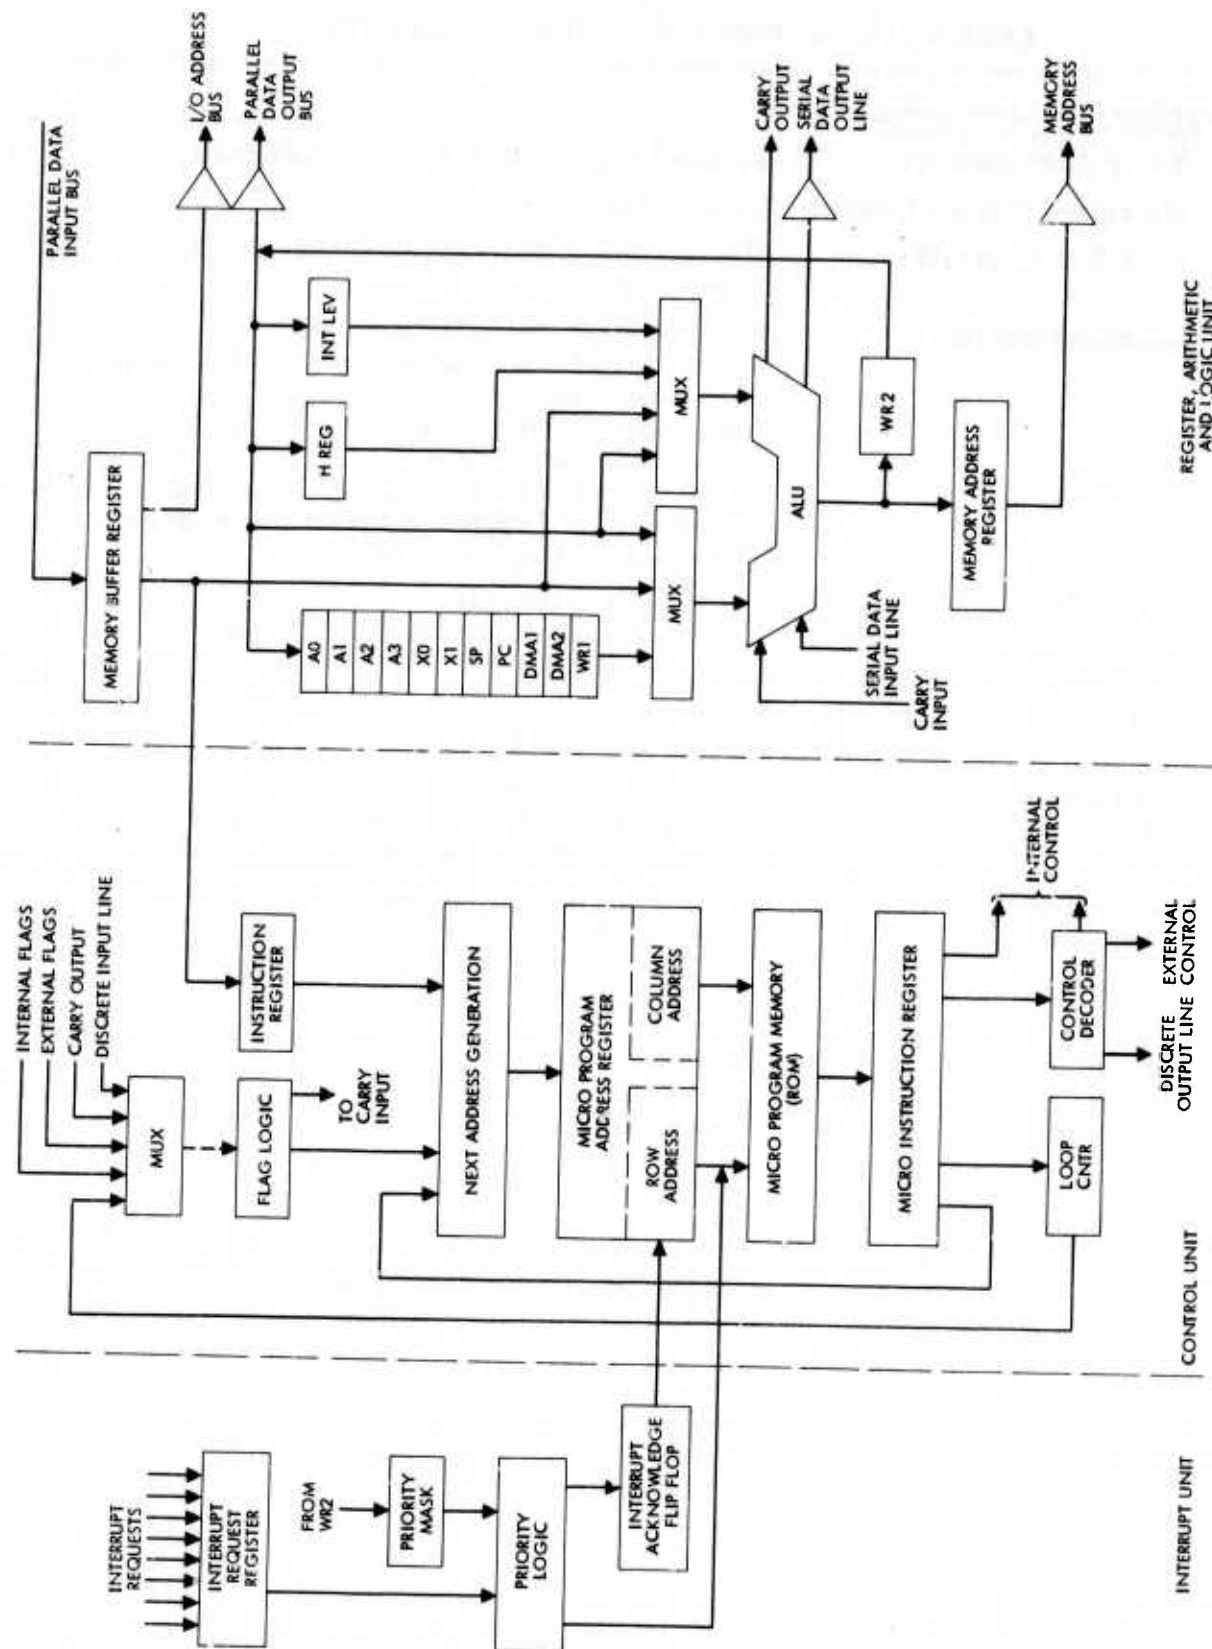 INTERRUPT
REQUESTS
INTERRUPT
REQUEST
REGISTER
FROM
WR2
PRIORITY
MASK
PRIORITY
LOGIC
INTERRUPT
ACKNOWLEDGE
FLIP FLOP
INTERRUPT UNIT
INTERNAL FLAGS
EXTERNAL FLAGS
CARRY OUTPUT
DISCRETE INPUT LINE
MUX
FLAG LOGIC
TO
CARRY
INPUT
INSTRUCTION
REGISTER
NEXT ADDRESS GENERATION
MICRO PROGRAM
ADDRESS REGISTER
ROW
ADDRESS
COLUMN
ADDRESS
MICRO PROGRAM MEMORY
(ROM)
MICRO INSTRUCTION REGISTER
LOOP
CNTR
CONTROL
DECODER
INTERNAL
CONTROL
DISCRETE
OUTPUT LINE
EXTERNAL
CONTROL
CONTROL UNIT
PARALLEL DATA
INPUT BUS
MEMORY BUFFER REGISTER
I/O ADDRESS
BUS
PARALLEL
DATA
OUTPUT
BUS
A0
A1
A2
A3
X0
X1
SP
PC
DMA1
DMA2
WR1
H REG
INT LEV
MUX
MUX
ALU
CARRY
INPUT
SERIAL DATA
INPUT LINE
CARRY
OUTPUT
SERIAL
DATA
OUTPUT
LINE
WR2
MEMORY ADDRESS
REGISTER
MEMORY
ADDRESS
BUS
REGISTER, ARITHMETIC
AND LOGIC UNIT